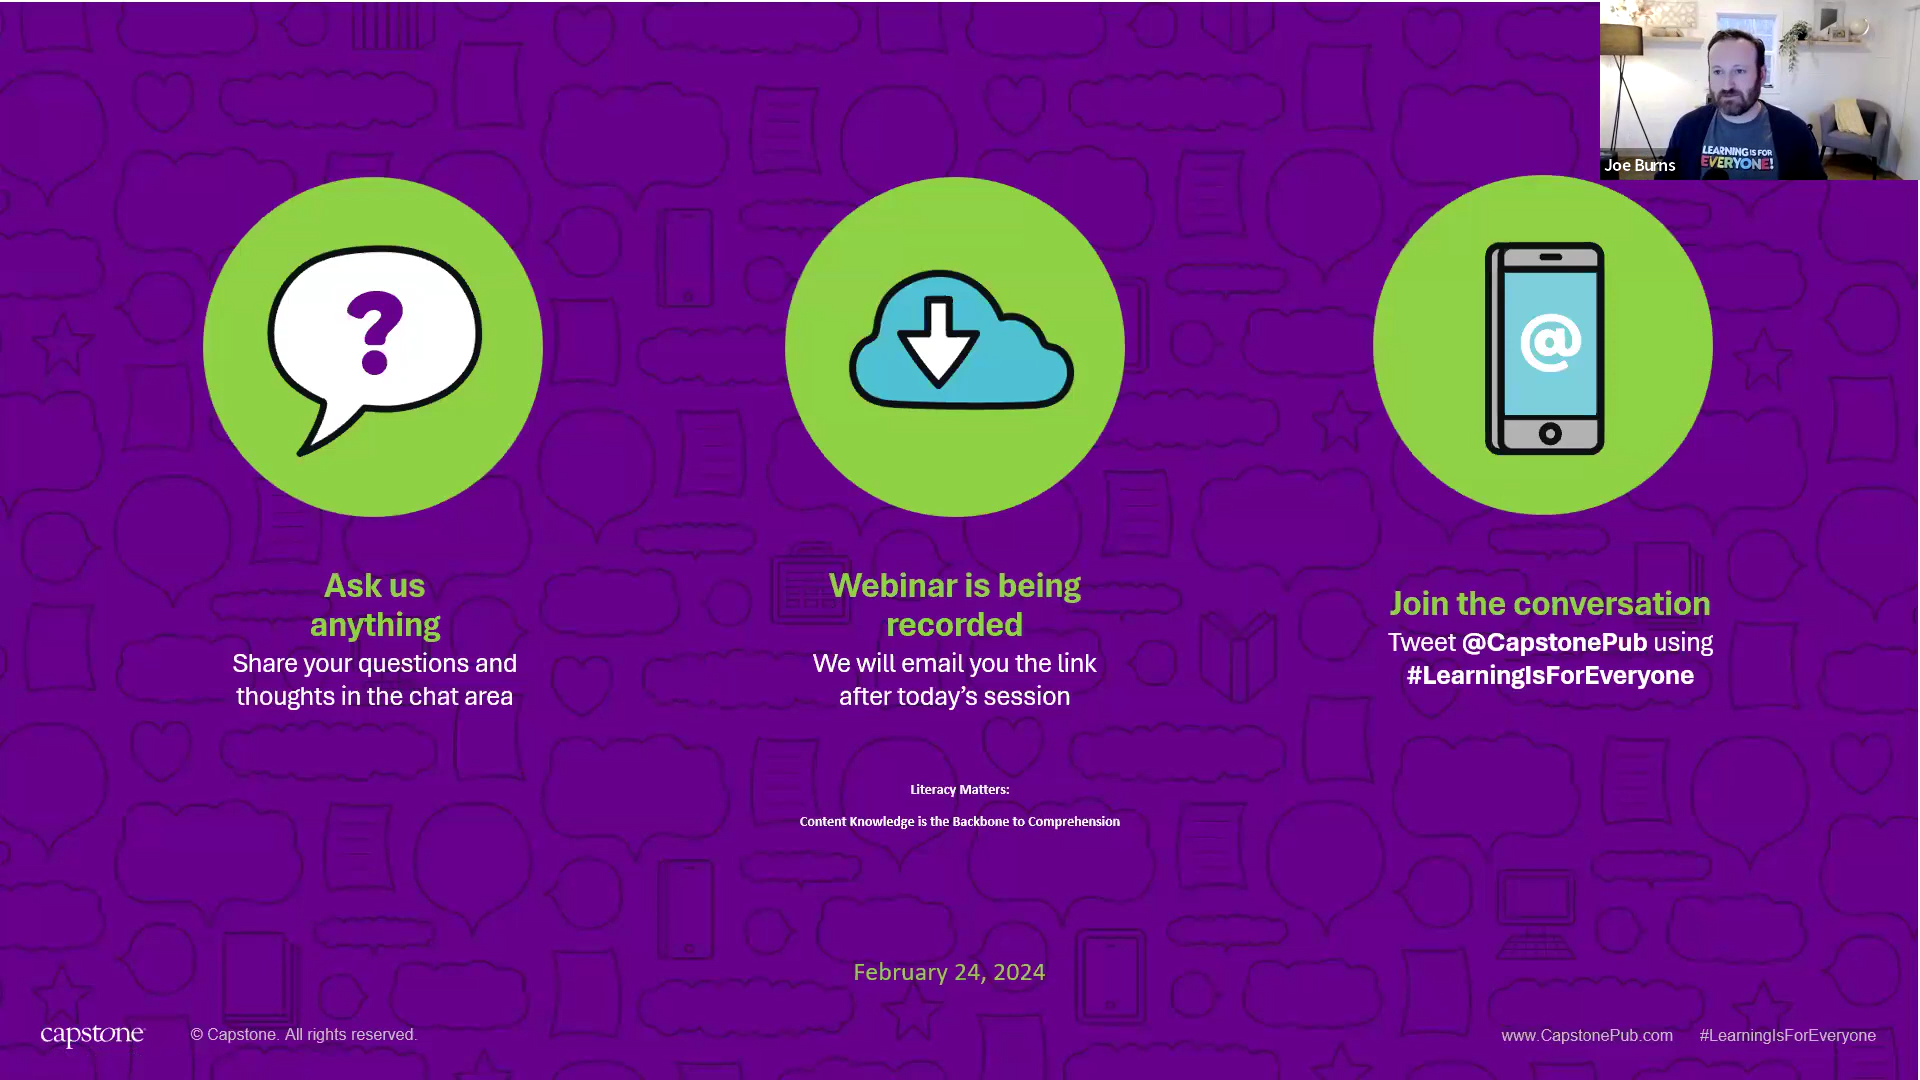 LEARNING IS FOR
EVERYONE!
Joe Burns
?
@
Ask us
anything
Share your questions and
thoughts in the chat area
Webinar is being
recorded
We will email you the link
after today’s session
Join the conversation
Tweet @CapstonePub using
#LearningIsForEveryone
Literacy Matters:
Content Knowledge is the Backbone to Comprehension
February 24, 2024
capstone
© Capstone. All rights reserved.
www.CapstonePub.com
#LearningIsForEveryone